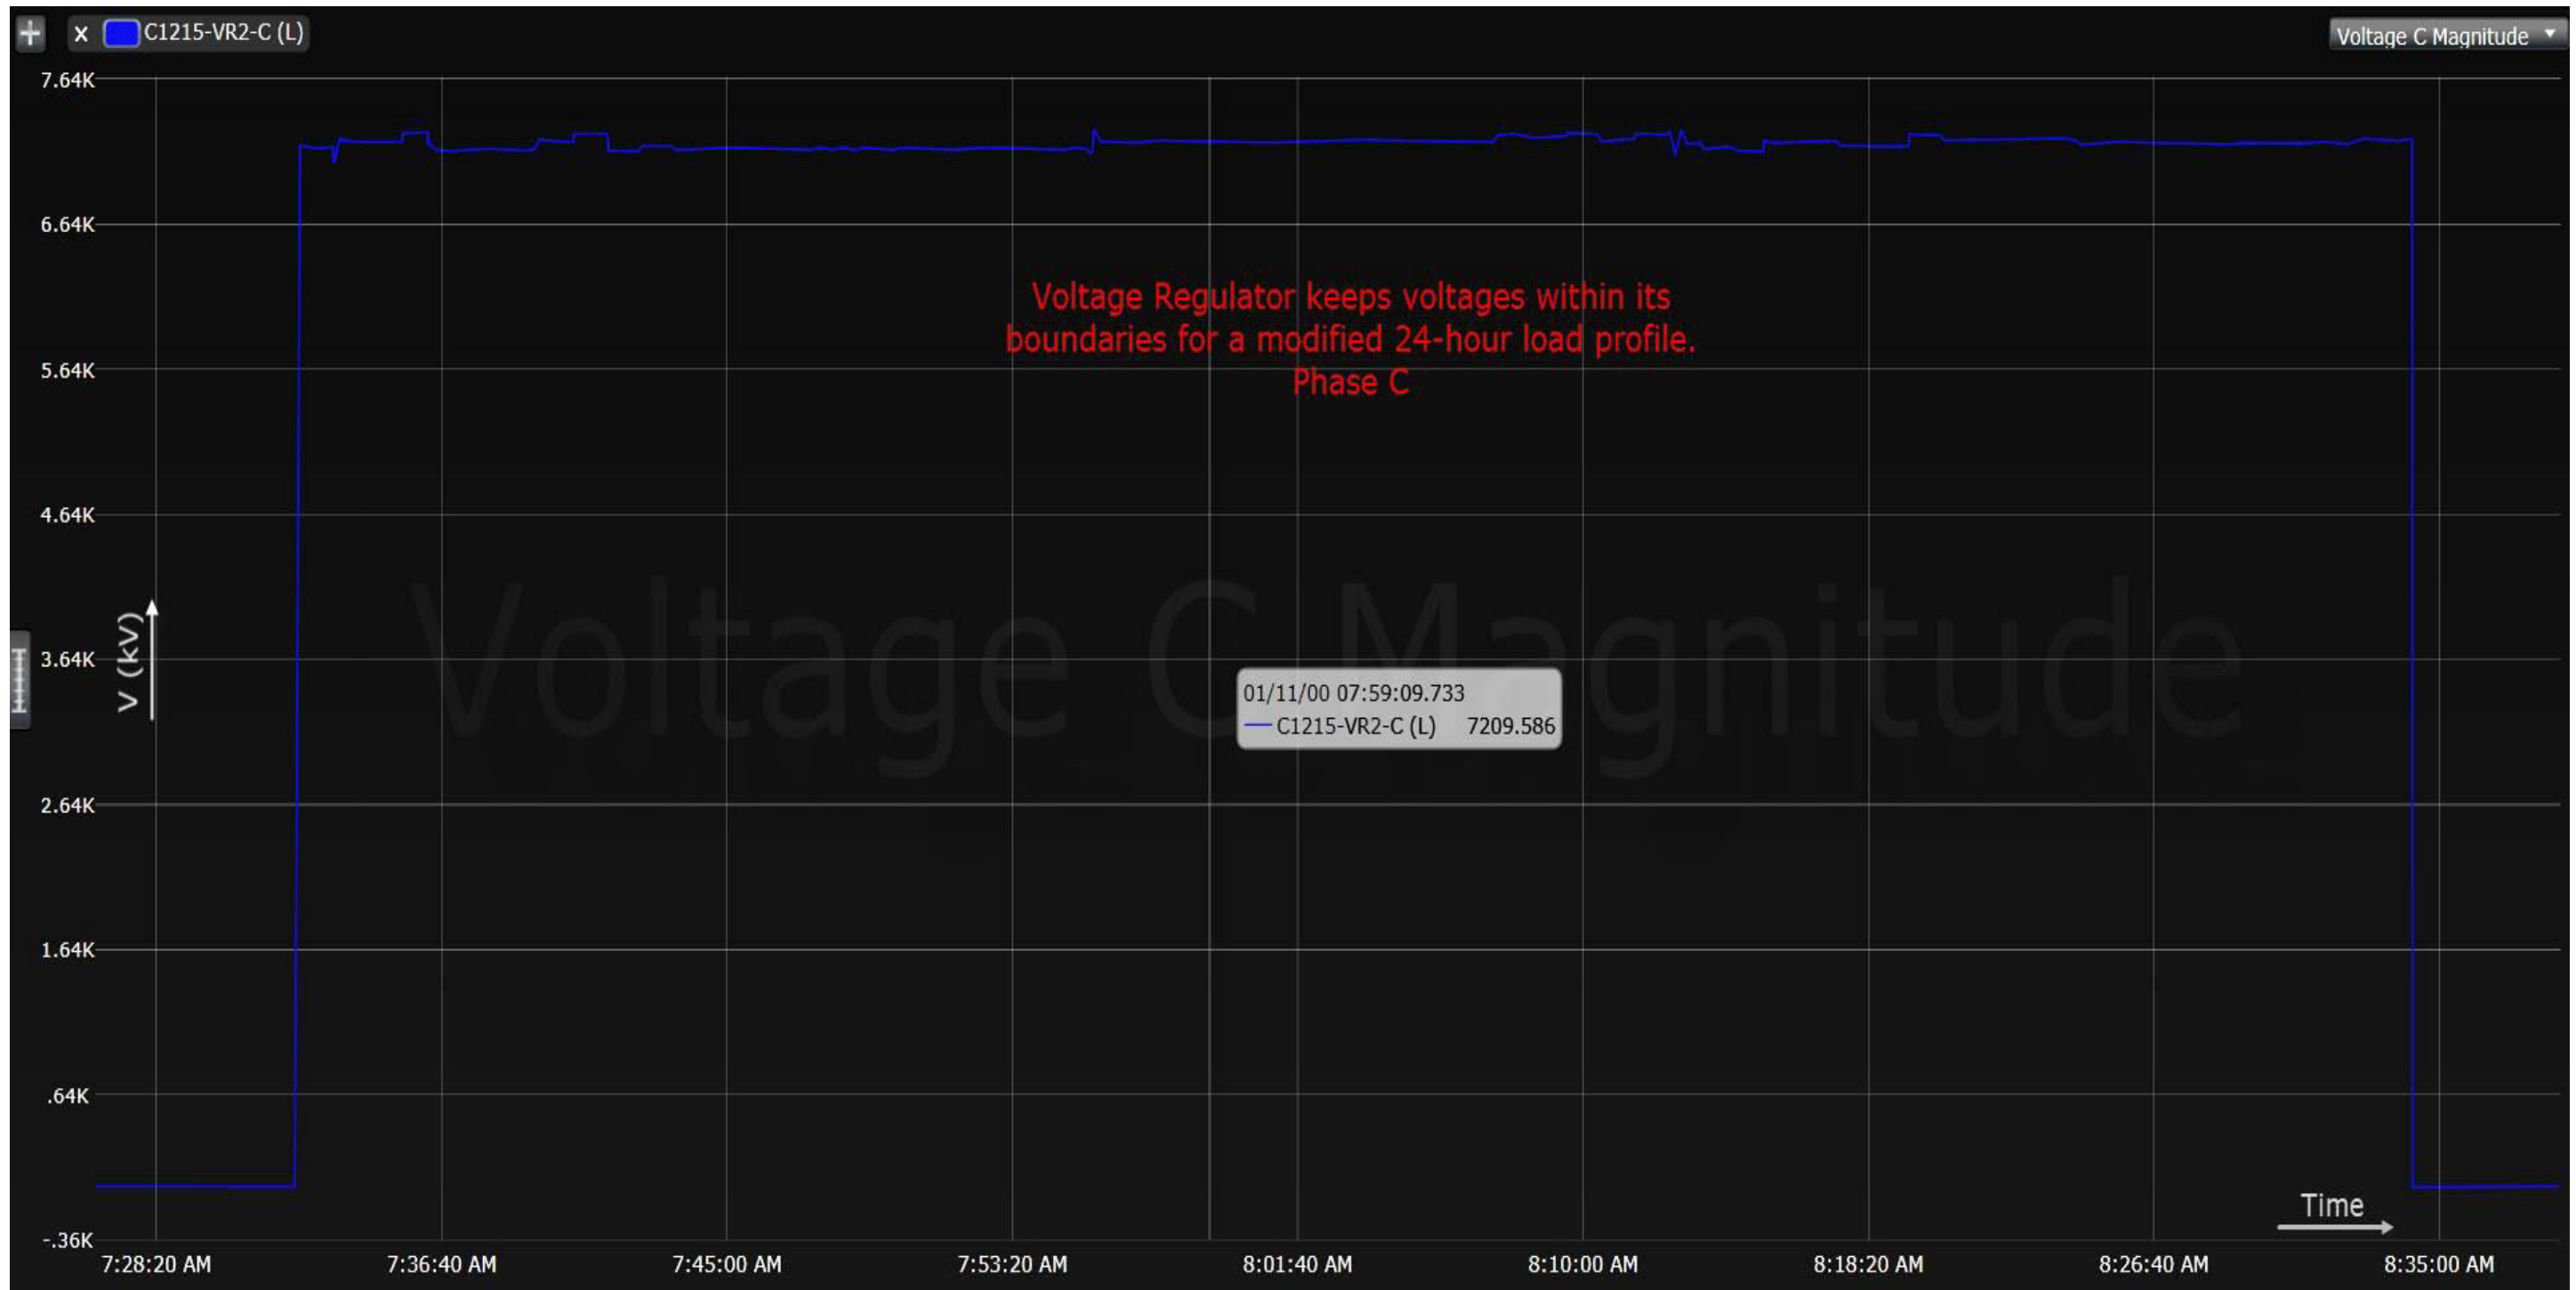 x C1215-VR2-C (L)
Voltage C Magnitude
7.64K
6.64K
Voltage Regulator keeps voltages within its
boundaries for a modified 24-hour load profile.
Phase C
5.64K
4.64K
Voltage C Magnitude
3.64K
V (kV)
01/11/00 07:59:09.733
C1215-VR2-C (L) 7209.586
2.64K
1.64K
.64K
Time
-.36K
7:28:20 AM 7:36:40 AM 7:45:00 AM 7:53:20 AM 8:01:40 AM 8:10:00 AM 8:18:20 AM 8:26:40 AM 8:35:00 AM